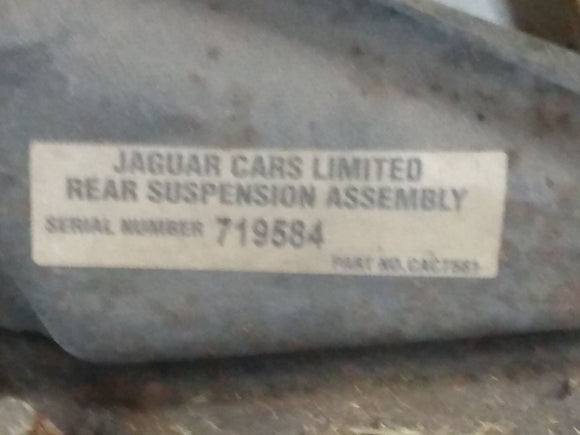 JAGUAR CARS LIMITED
REAR SUSPENSION ASSEMBLY
SERIAL NUMBER 719584
PART NO.